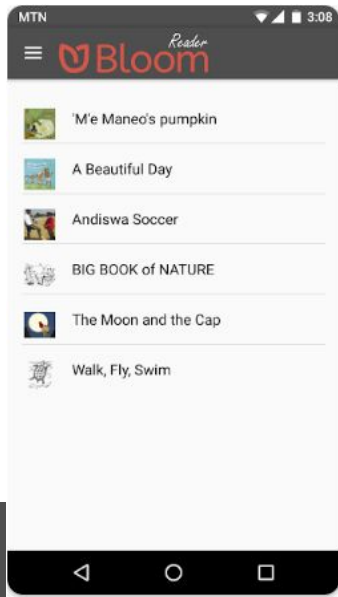 MTN 3:08
Reader
Bloom
'M'e Maneo's pumpkin
A Beautiful Day
Andiswa Soccer
BIG BOOK of NATURE
The Moon and the Cap
Walk, Fly, Swim